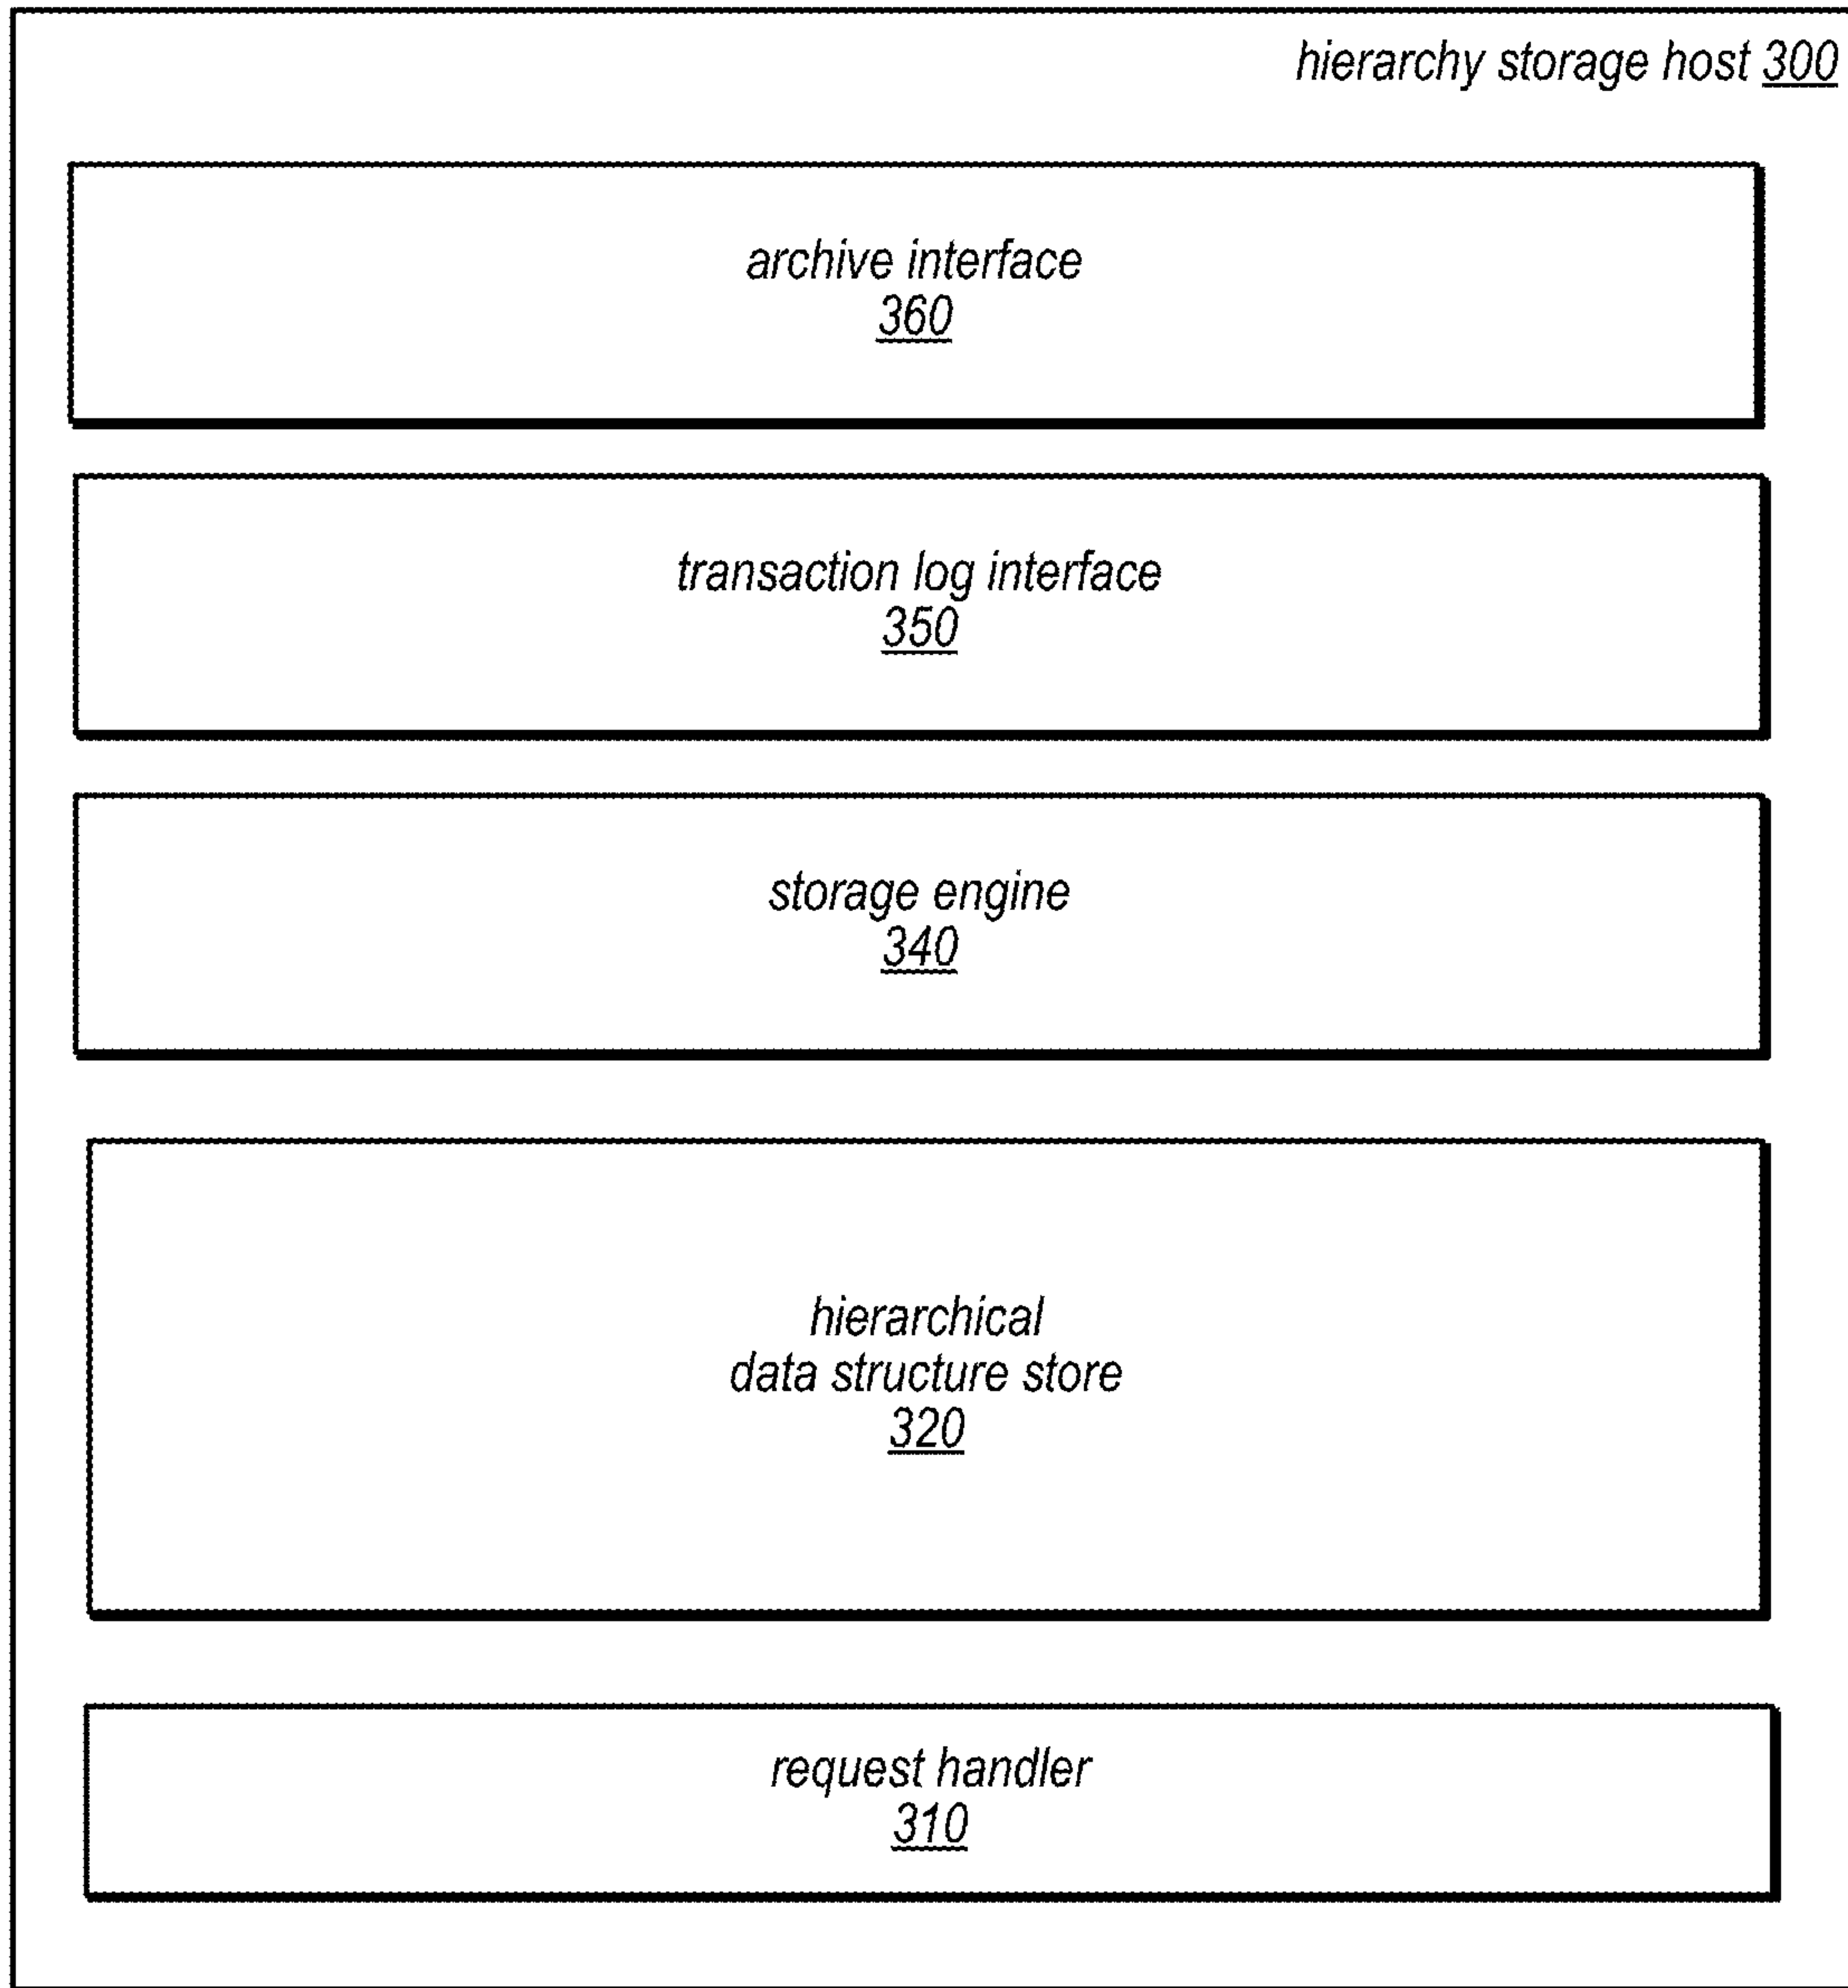 hierarchy storage host 300
archive interface
360
transaction log interface
350
storage engine
340
hierarchical
data structure store
320
request handler
310